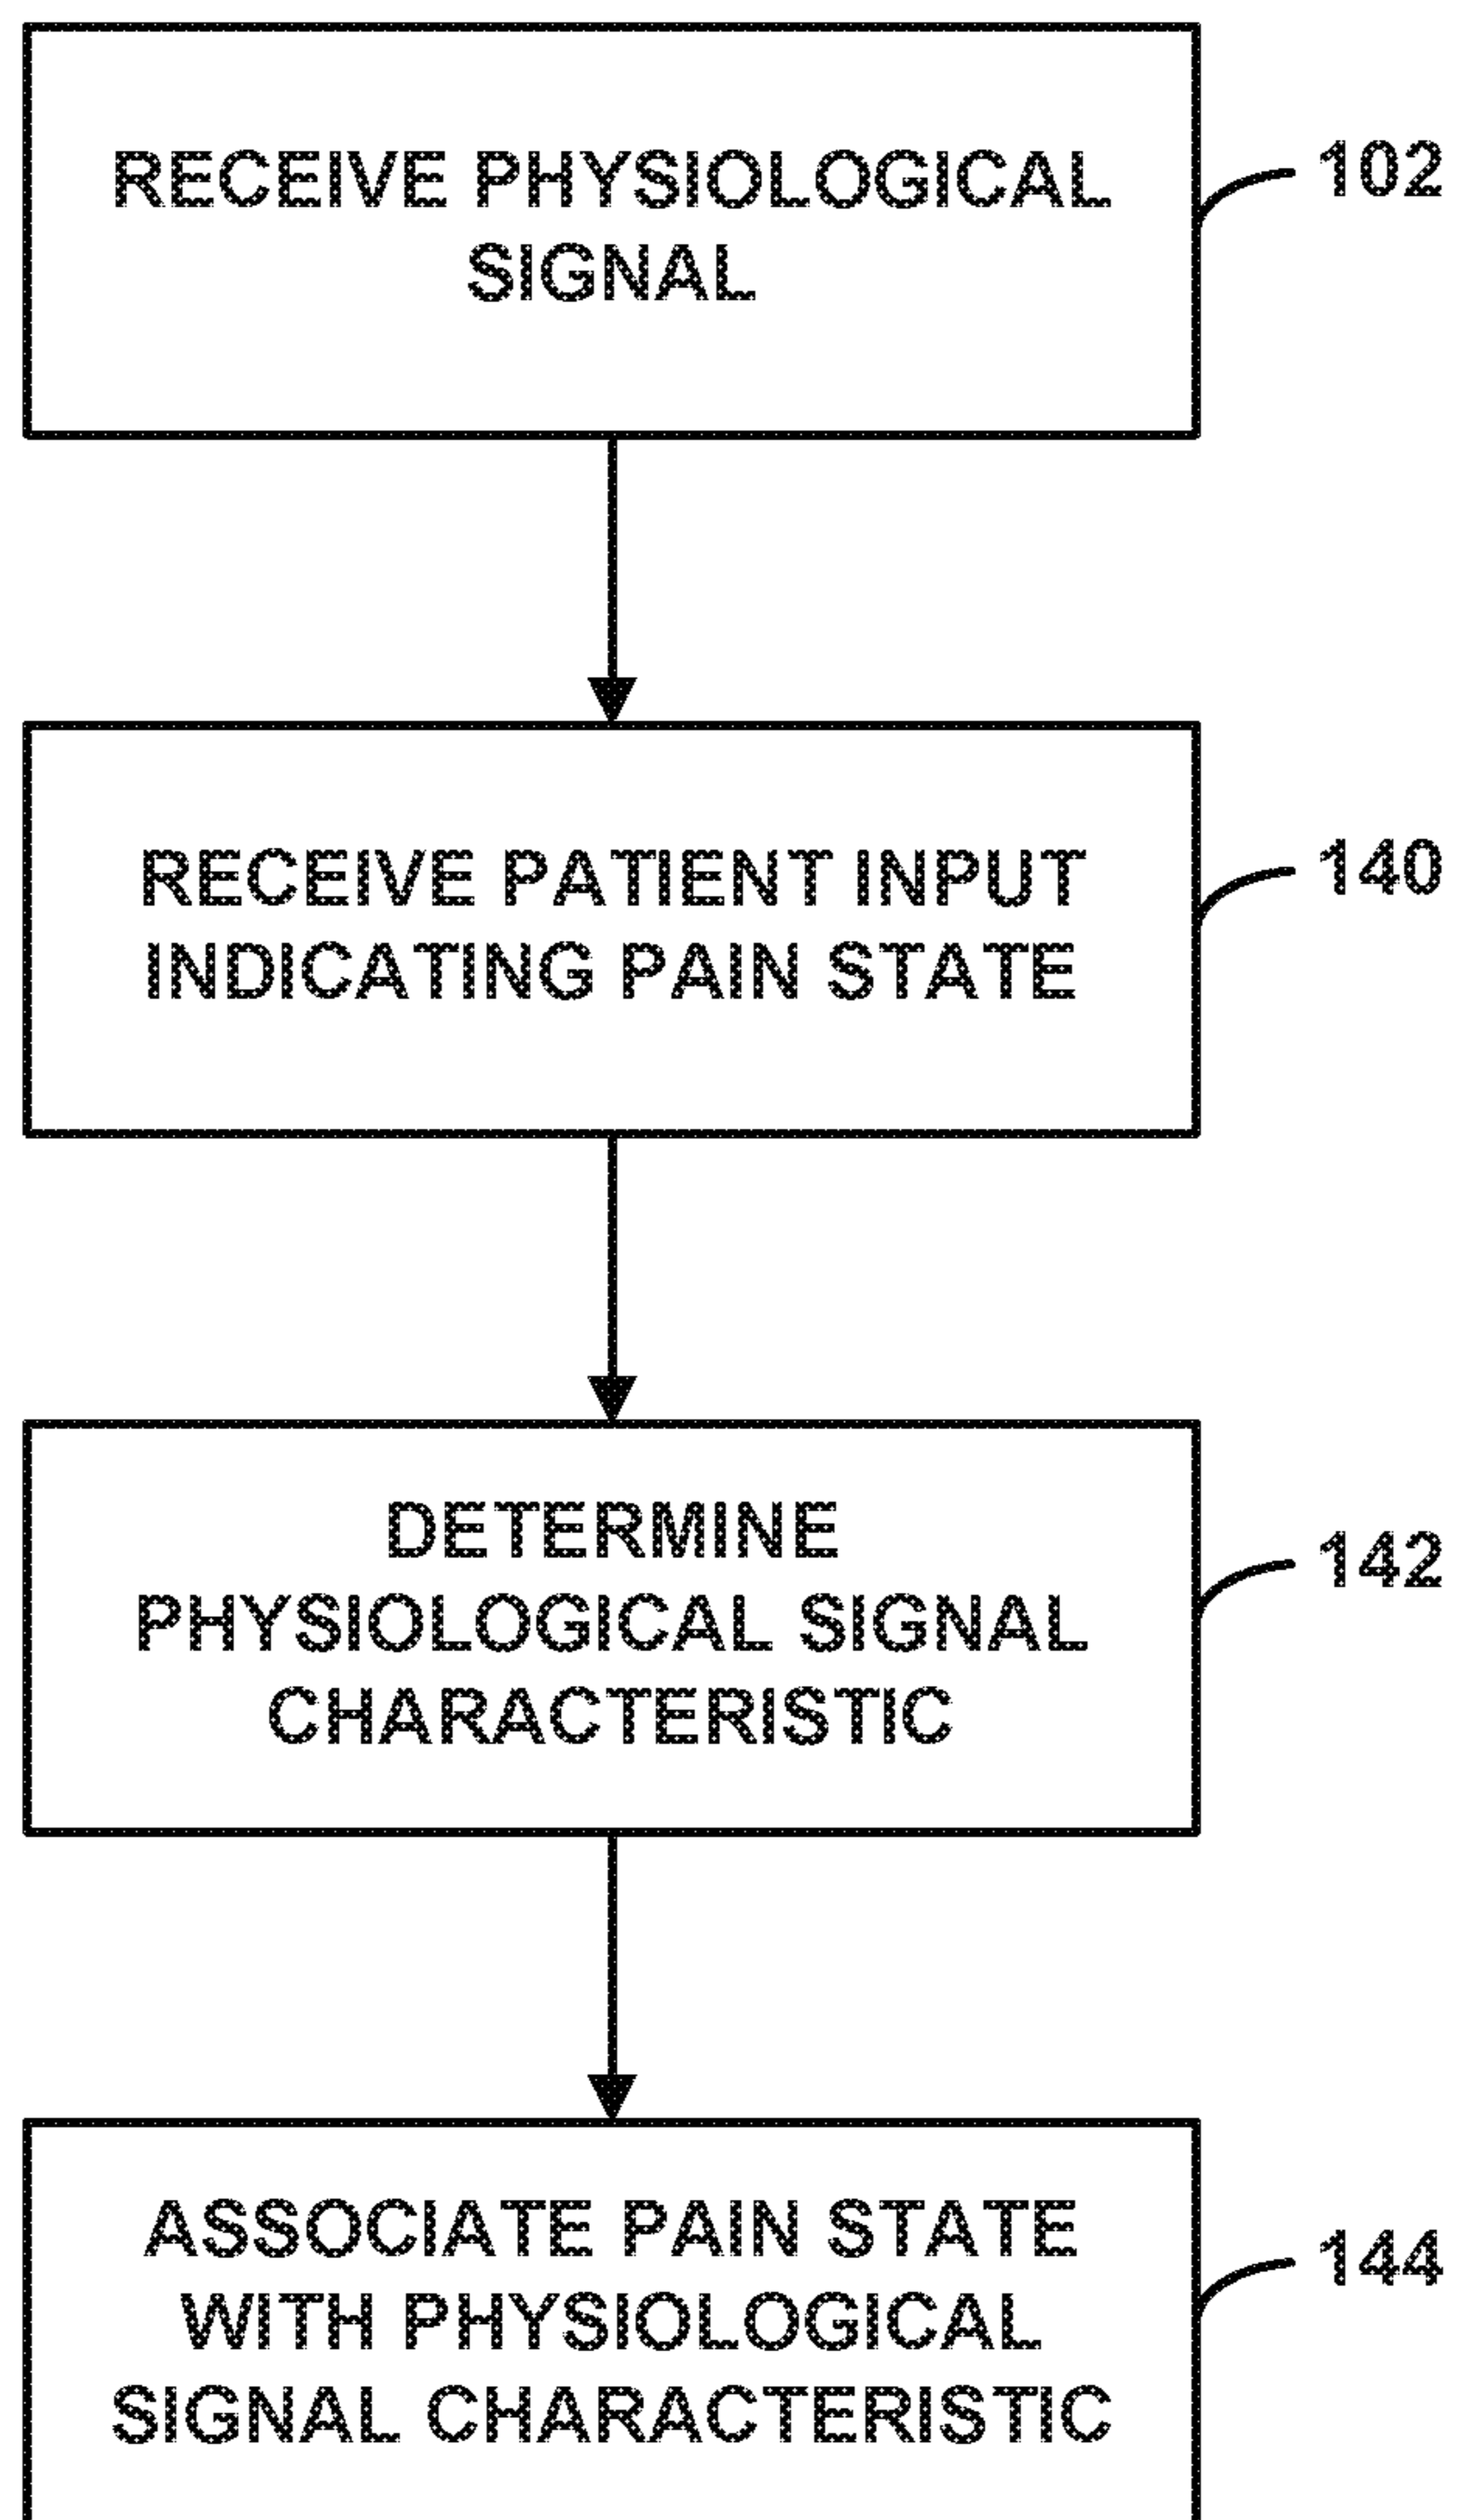 RECEIVE PHYSIOLOGICAL
SIGNAL
102
RECEIVE PATIENT INPUT
INDICATING PAIN STATE
140
DETERMINE
PHYSIOLOGICAL SIGNAL
CHARACTERISTIC
142
ASSOCIATE PAIN STATE
WITH PHYSIOLOGICAL
SIGNAL CHARACTERISTIC
144